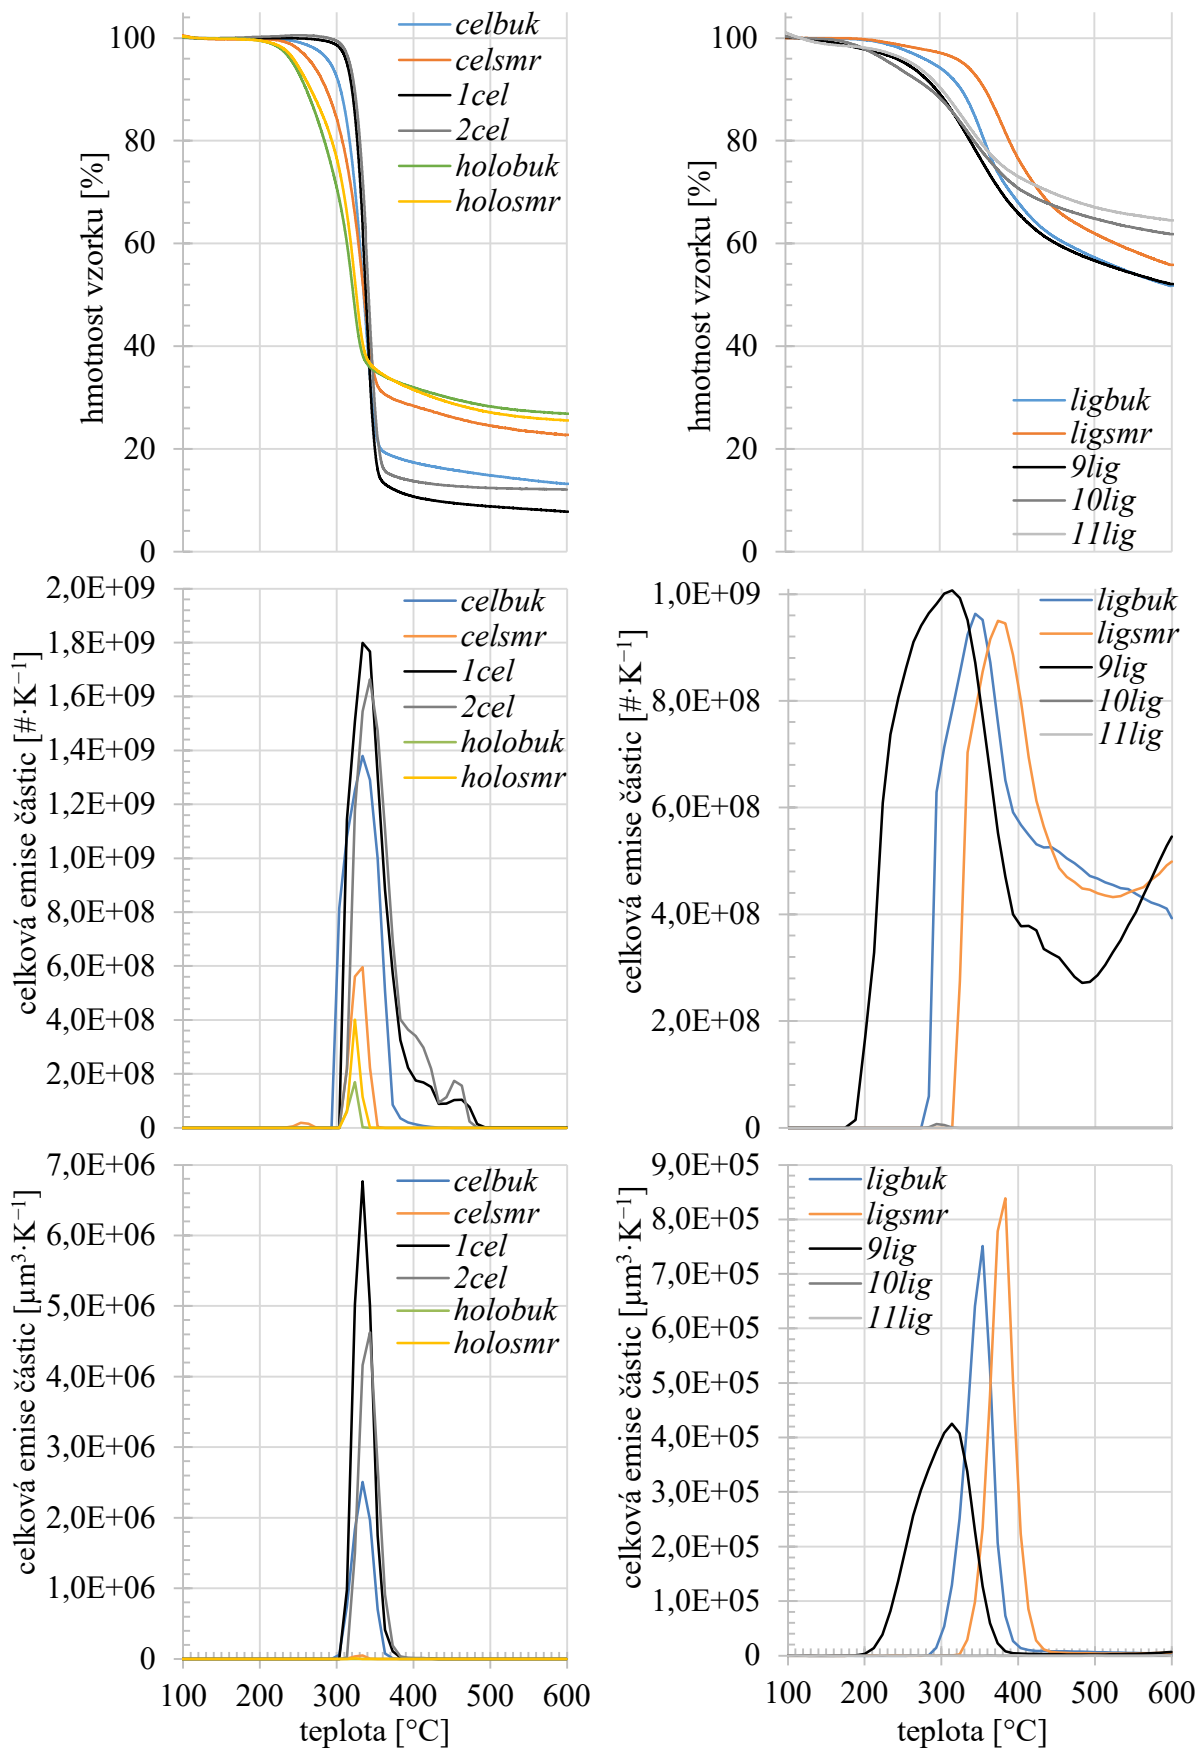 hmotnost vzorku [%]
100
80
60
40
20
0
celbuk
celsmr
1cel
2cel
holobuk
holosmr
hmotnost vzorku [%]
100
80
60
40
20
0
ligbuk
ligsmr
9lig
10lig
11lig
celková emise částic [#·K⁻¹]
2,0E+09
1,8E+09
1,6E+09
1,4E+09
1,2E+09
1,0E+09
8,0E+08
6,0E+08
4,0E+08
2,0E+08
0
celbuk
celsmr
1cel
2cel
holobuk
holosmr
celková emise částic [#·K⁻¹]
1,0E+09
8,0E+08
6,0E+08
4,0E+08
2,0E+08
0
ligbuk
ligsmr
9lig
10lig
11lig
celková emise částic [µm³·K⁻¹]
7,0E+06
6,0E+06
5,0E+06
4,0E+06
3,0E+06
2,0E+06
1,0E+06
0
celbuk
celsmr
1cel
2cel
holobuk
holosmr
100 200 300 400 500 600
teplota [°C]
celková emise částic [µm³·K⁻¹]
9,0E+05
8,0E+05
7,0E+05
6,0E+05
5,0E+05
4,0E+05
3,0E+05
2,0E+05
1,0E+05
0
ligbuk
ligsmr
9lig
10lig
11lig
100 200 300 400 500 600
teplota [°C]